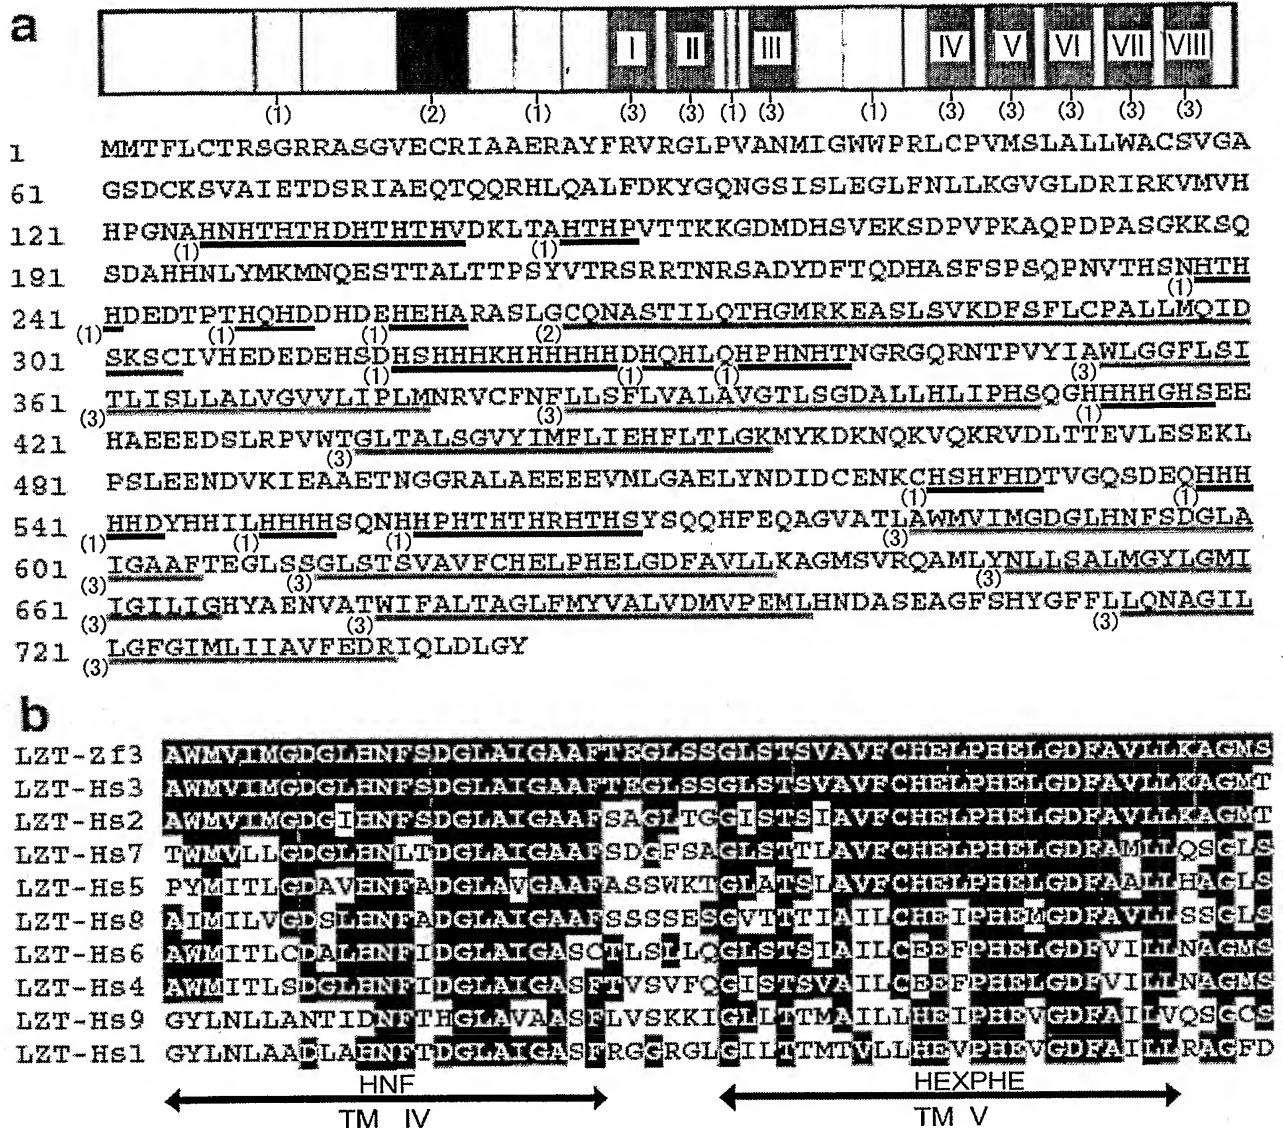 a
I II III IV V VI VII VIII
(1) (2) (1) (3) (3) (1) (3) (1) (3) (3) (3) (3) (3)
1 MMTFLCTRSGRRASGVECRIAAERAYFRVRGLPVANMIGWWPRLCPVMSLALLWACSVGA
61 GSDCKSVAIETDSRIAEQTQQRHLQALFDKYGQNGSISLEGLFNLLKGVGLDRIRKVMVH
121 HPGNAHNHTHTHDHTHTHVDKLTAHTHPVTTKKGDMDHSVEKSDPVPKAQPDPASGKKSQ
(1) (1)
181 SDAHHNLYMKMNQESTTALTTPSYVTRSRRTNRSADYDFTQDHASFSPSQPNVTHSNHTH
(1)
241 HDEDTPTHQHDDHDEHEHARASLGCQNASTILQTHGMRKEASLSVKDFSFLCPALLMQID
(1) (1) (1) (2)
301 SKSCIVHEDEDEHSDHSHHHKHHHHHHDHQHLQHPHNHTNGRGQRNTPVYIAWLGGFLSI
(1) (1) (1) (3)
361 TLISLLALVGVVLIPLMNRVCFNFLLSFLVALAVGTLSGDALLHLIPHSQGHHHHGHSEE
(3) (3) (1)
421 HAEEEDSLRPVWTGLTALSGVYIMFLIEHFLTLGKMYKDKNQKVQKRVDLTTEVLESEKL
(3)
481 PSLEENDVKIEAAETNGGRALAEEEEVMLGAELYNDIDCENKCHSHFHDTVGQSDEQHHH
(1) (1)
541 HHDYHHILHHHHSQNHHPHTHTHRHTHSYSQQHFEQAGVATLAWMVIMGDGLHNFSDGLA
(1) (1) (1) (3)
601 IGAAFTEGLSSGLSTSVAVFCHELPHELGDFAVLLKAGMSVRQAMLYNLLSALMGYLGMI
(3) (3) (3)
661 IGILIGHYAENVATWIFALTAGLFMYVALVDMVPEMLHNDASEAGFSHYGFFLLQNAGIL
(3) (3) (3)
721 LGFGIMLIIAVFEDRIQLDLGY
(3)
b
LZT-Zf3 AWMVIMGDGLHNFSDGLAIGAAFTEGLSSGLSTSVAVFCHELPHELGDFAVLLKAGMS
LZT-Hs3 AWMVIMGDGLHNFSDGLAIGAAFTEGLSSGLSTSVAVFCHELPHELGDFAVLLKAGMT
LZT-Hs2 AWMVIMGDGIHNFSDGLAIGAAFSAGLTGGISTSIAVFCHELPHELGDFAVLLKAGMT
LZT-Hs7 TWMVLLGDGLHNLTDGLAIGAAFSDGFSAGLSTTLAVFCHELPHELGDFAMLLQSGLS
LZT-Hs5 PYMITLGDAVHNFADGLAVGAAFASSWKTGLATSLAVFCHELPHELGDFAALLHAGLS
LZT-Hs8 AIMILVGDSLHNFADGLAIGAAFSSSSESGVTTTIAILCHEIPHEMGDFAVLLSSGLS
LZT-Hs6 AWMITLCDALHNFIDGLAIGASCTLSLLQGLSTSIAILCEEFPHELGDFVILLNAGMS
LZT-Hs4 AWMITLSDGLHNFIDGLAIGASFTVSVFQGISTSVAILCEEFPHELGDFVILLNAGMS
LZT-Hs9 GYLNLLANTIDNFTHGLAVAASFLVSKKIGLLTTMAILLHEIPHEVGDFAILVQSGCS
LZT-Hs1 GYLNLAADLAHNFTDGLAIGASFRGGRGLGILTTMTVLLHEVPHEVGDFAILLRAGFD
HNF HEXPHE
TM IV TM V